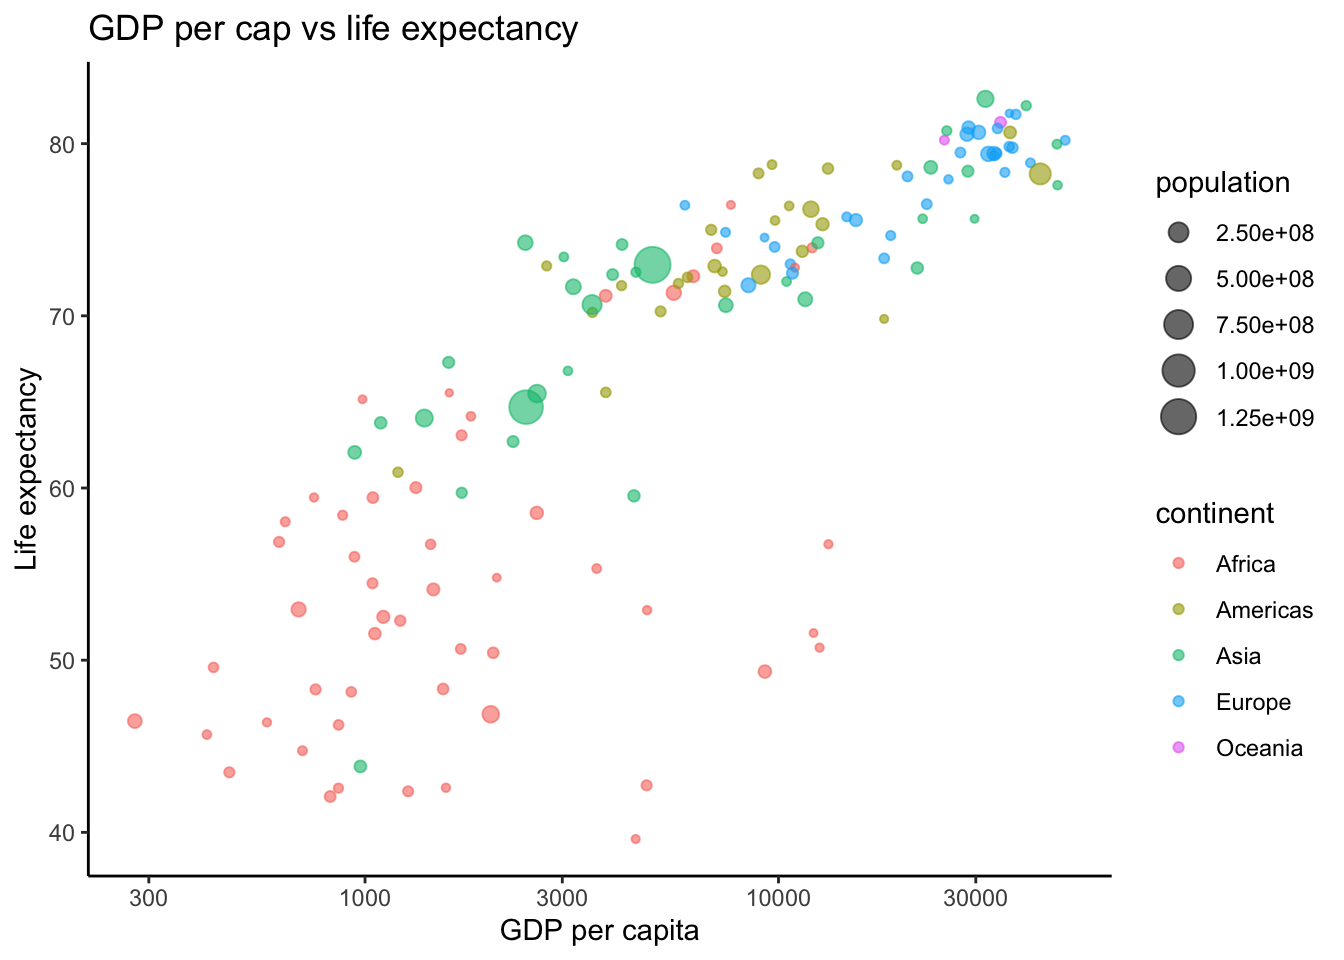 GDP per cap vs life expectancy
Life expectancy
80
70
60
50
40
300
1000
3000
10000
30000
GDP per capita
population
2.50e+08
5.00e+08
7.50e+08
1.00e+09
1.25e+09
continent
Africa
Americas
Asia
Europe
Oceania